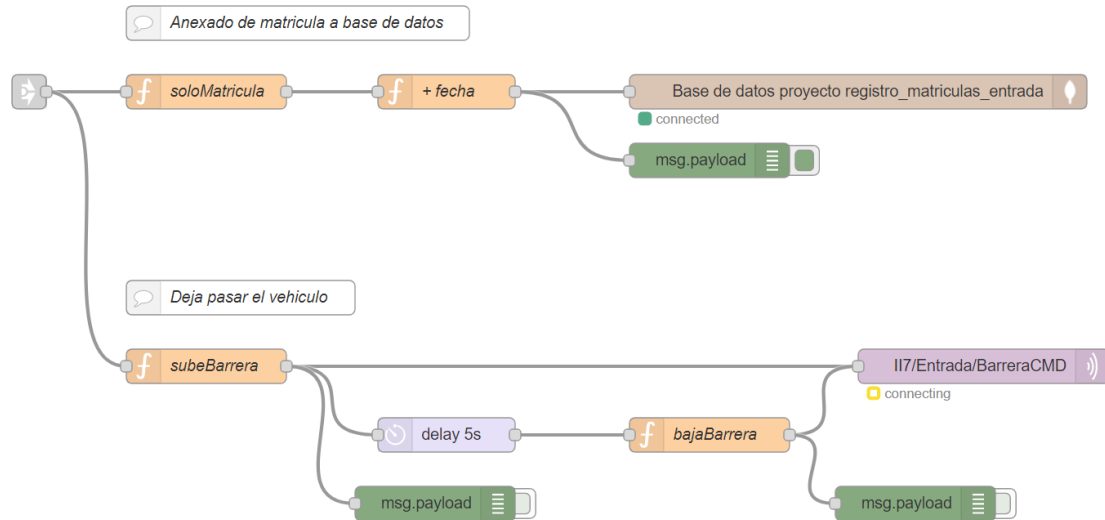 Anexado de matricula a base de datos
soloMatricula
+ fecha
Base de datos proyecto registro_matriculas_entrada
connected
msg.payload
Deja pasar el vehiculo
subeBarrera
II7/Entrada/BarreraCMD
connecting
delay 5s
bajaBarrera
msg.payload
msg.payload